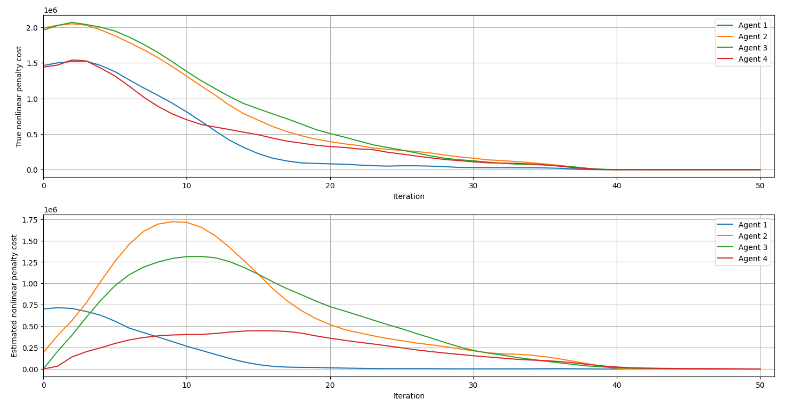 1e6
True nonlinear penalty cost
2.0
1.5
1.0
0.5
0.0
0 10 20 30 40 50
Iteration
Agent 1
Agent 2
Agent 3
Agent 4
1e6
Estimated nonlinear penalty cost
1.75
1.50
1.25
1.00
0.75
0.50
0.25
0.00
0 10 20 30 40 50
Iteration
Agent 1
Agent 2
Agent 3
Agent 4